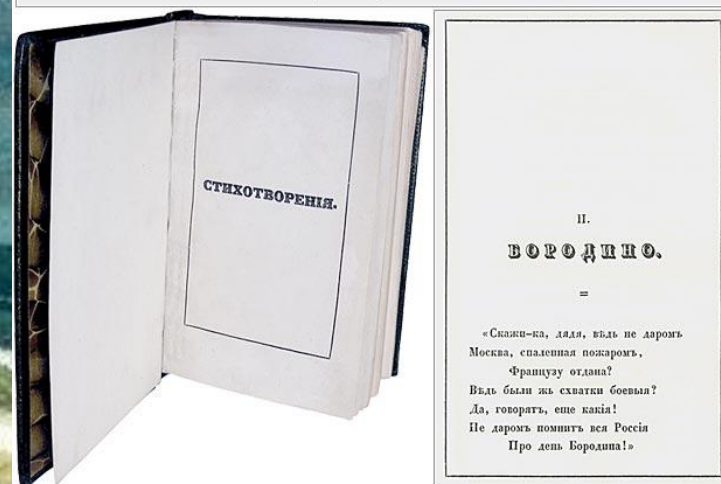 СТИХОТВОРЕНІЯ.
II.
БОРОДИНО.
=
«Скажи-ка, дядя, вѣдь не даромъ
Москва, спаленная пожаромъ,
Французу отдана?
Вѣдь были жь схватки боевыя?
Да, говорятъ, еще какія!
Не даромъ помнитъ вся Россія
Про день Бородина!»